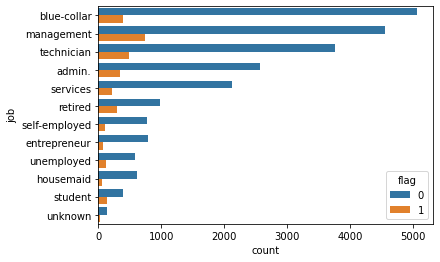 blue-collar
management
technician
admin.
services
retired
self-employed
entrepreneur
unemployed
housemaid
student
unknown
job
flag
0
1
0 1000 2000 3000 4000 5000
count